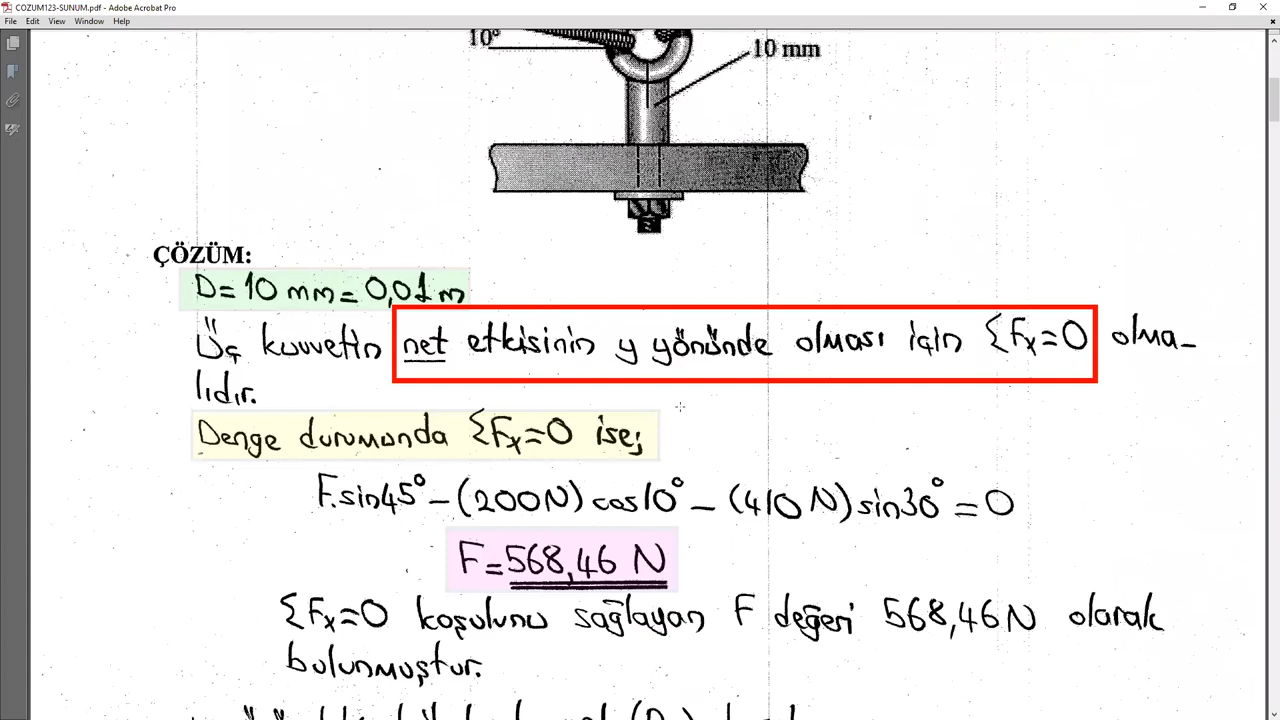 COZUM123-SUNUM.pdf - Adobe Acrobat Pro
File Edit View Window Help
10°
10 mm
ÇÖZÜM:
D= 10 mm = 0,01 m
Üç kuvvetin net etkisinin y yönünde olması için ΣFx=0 olma-
lıdır.
Denge durumunda ΣFx=0 ise;
F.sin45° - (200N) cos10° - (410 N) sin30° = 0
F= 568,46 N
ΣFx=0 koşulunu sağlayan F değeri 568,46N olarak
bulunmuştur.